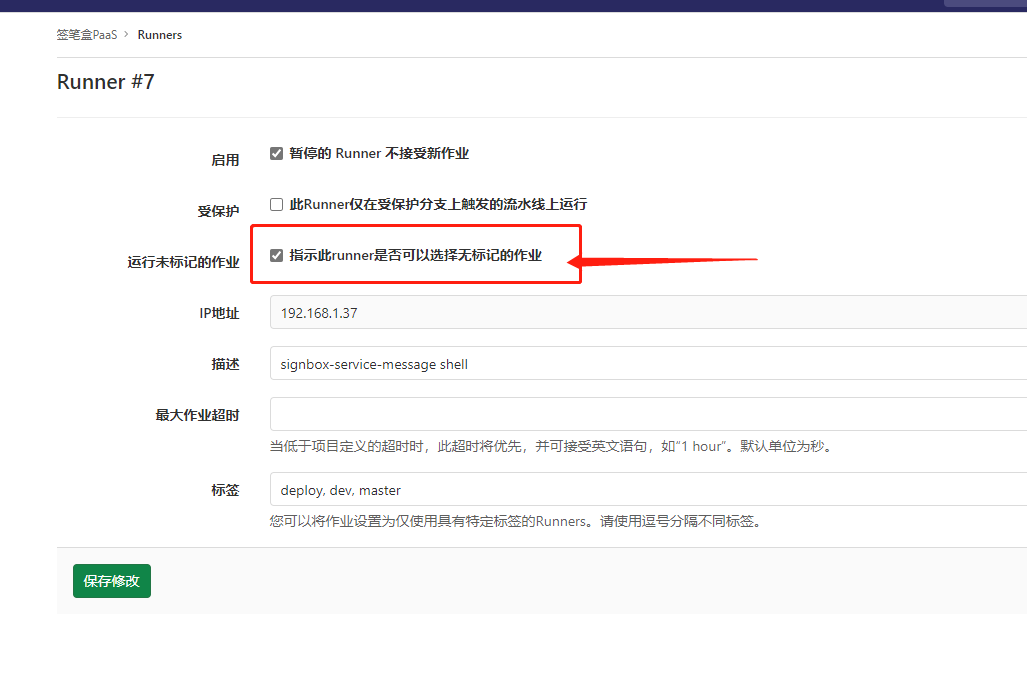 签笔盒PaaS > Runners
Runner #7
启用 暂停的 Runner 不接受新作业
受保护 此Runner仅在受保护分支上触发的流水线上运行
运行未标记的作业 指示此runner是否可以选择无标记的作业
IP地址 192.168.1.37
描述 signbox-service-message shell
最大作业超时
当低于项目定义的超时时，此超时将优先，并可接受英文语句，如“1 hour”。默认单位为秒。
标签 deploy, dev, master
您可以将作业设置为仅使用具有特定标签的Runners。请使用逗号分隔不同标签。
保存修改